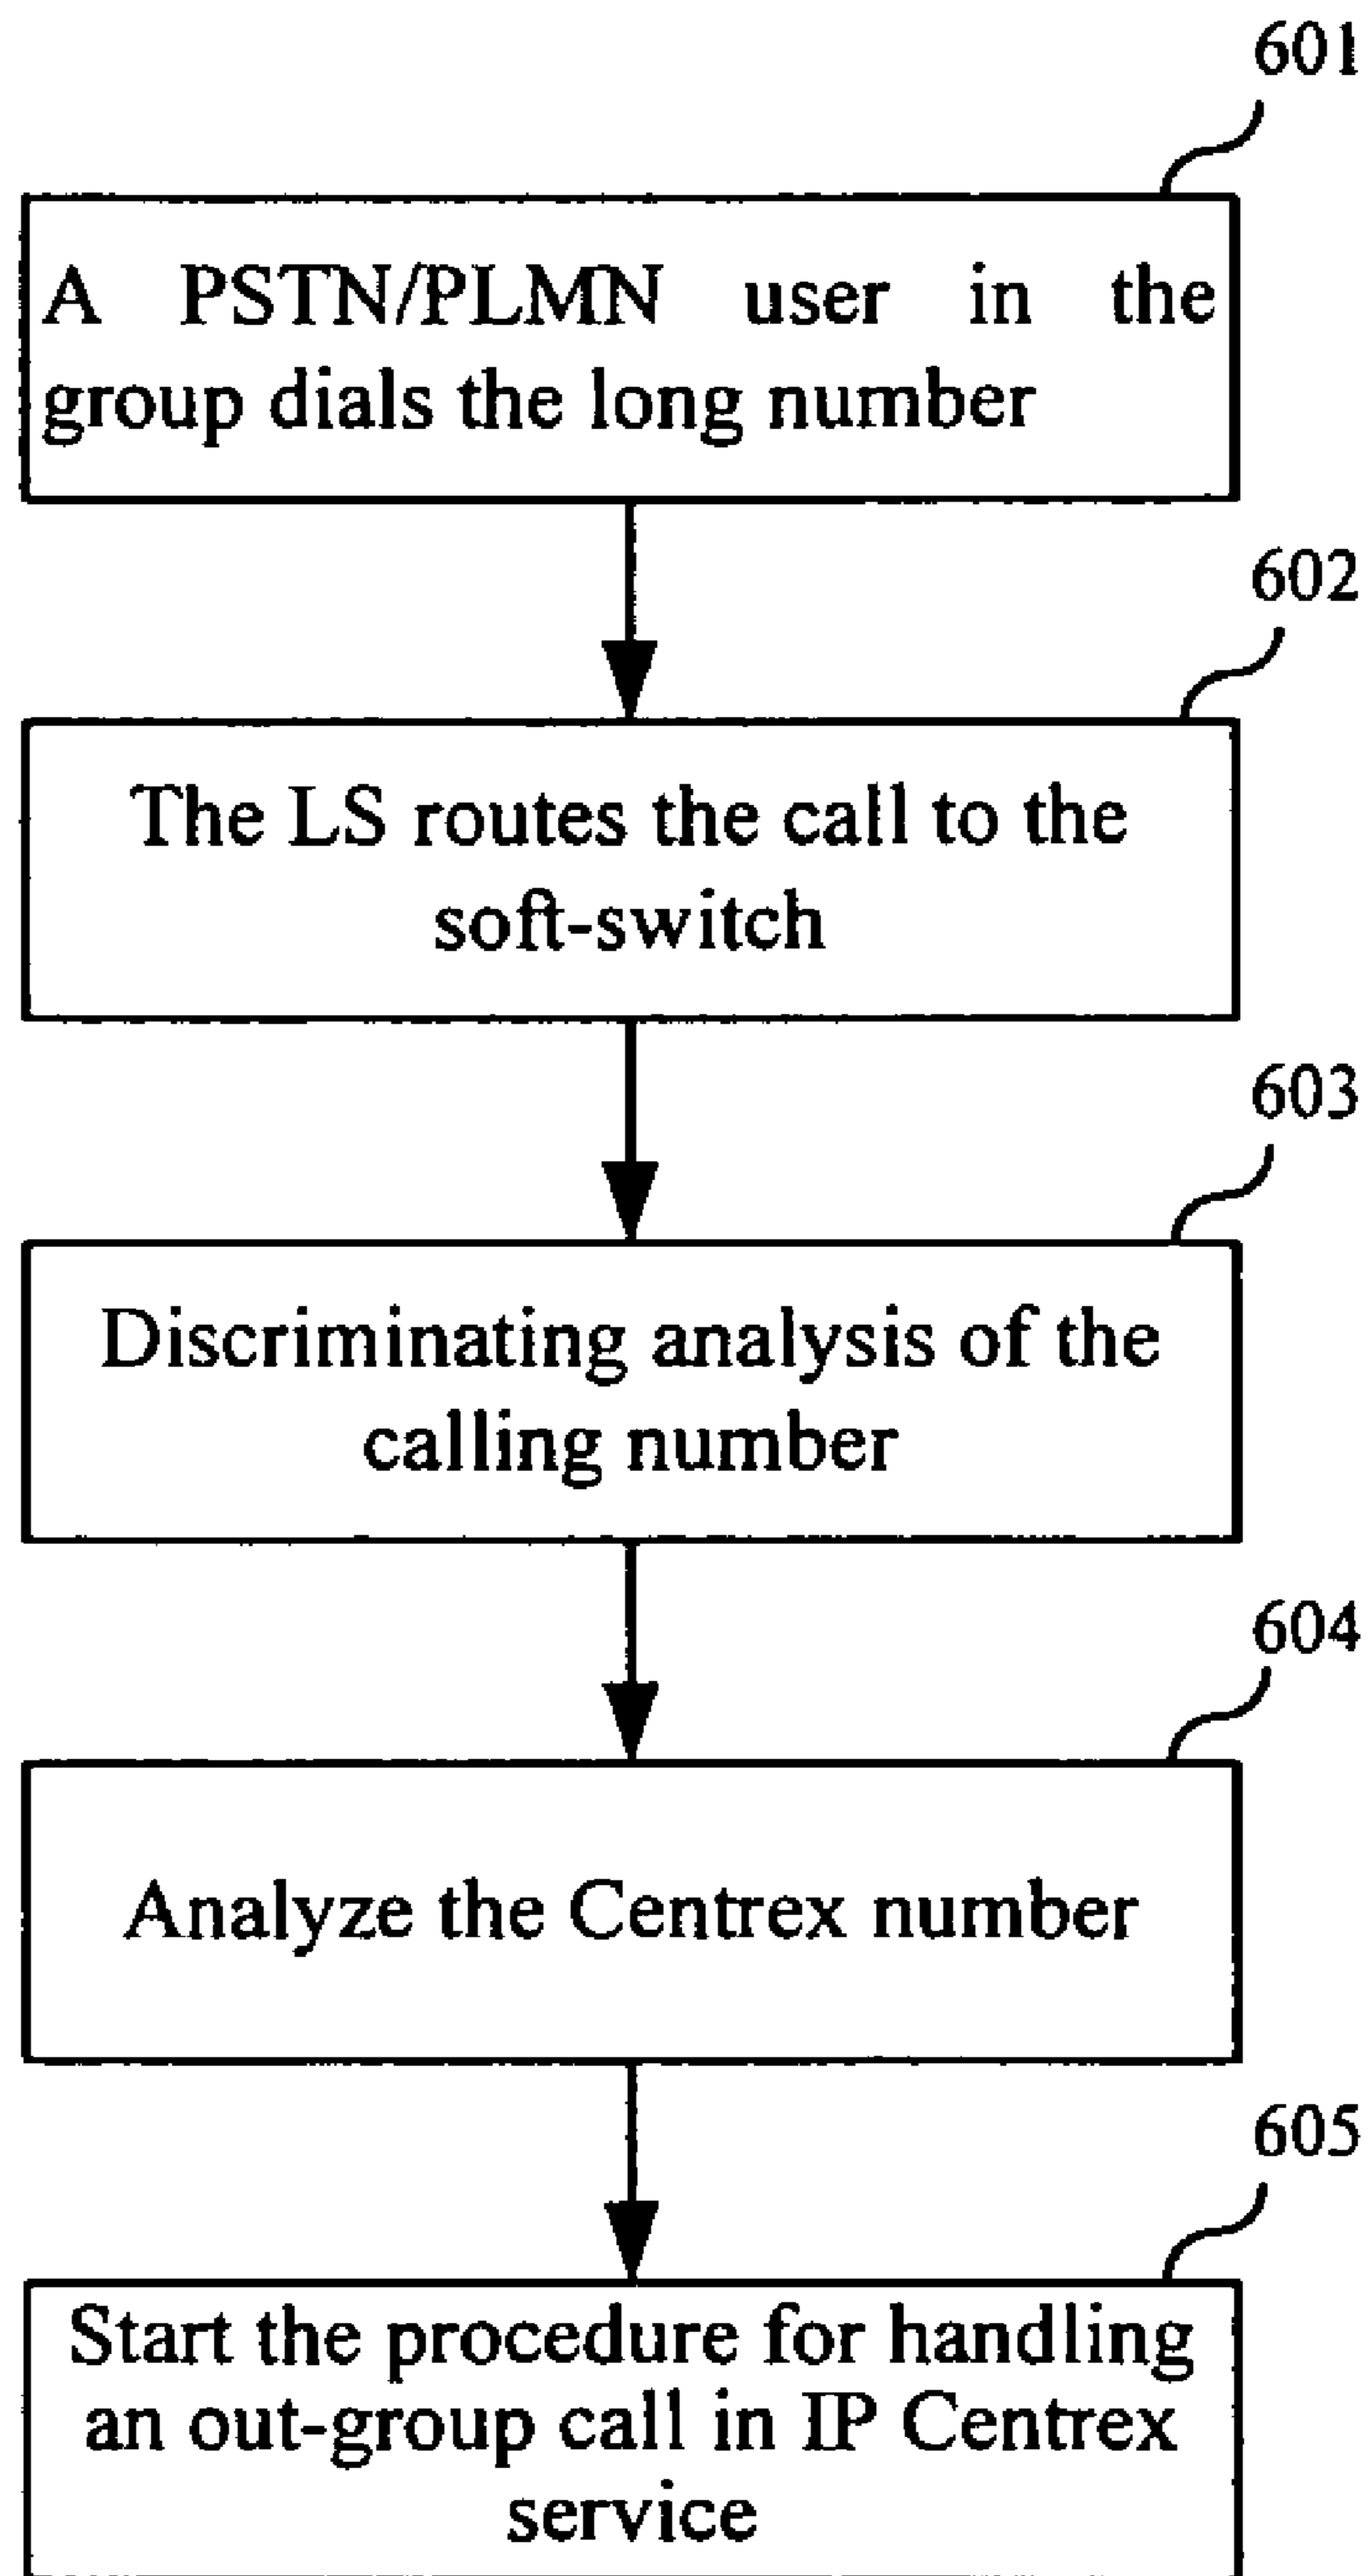 601
A PSTN/PLMN user in the
group dials the long number
602
The LS routes the call to the
soft-switch
603
Discriminating analysis of the
calling number
604
Analyze the Centrex number
605
Start the procedure for handling
an out-group call in IP Centrex
service